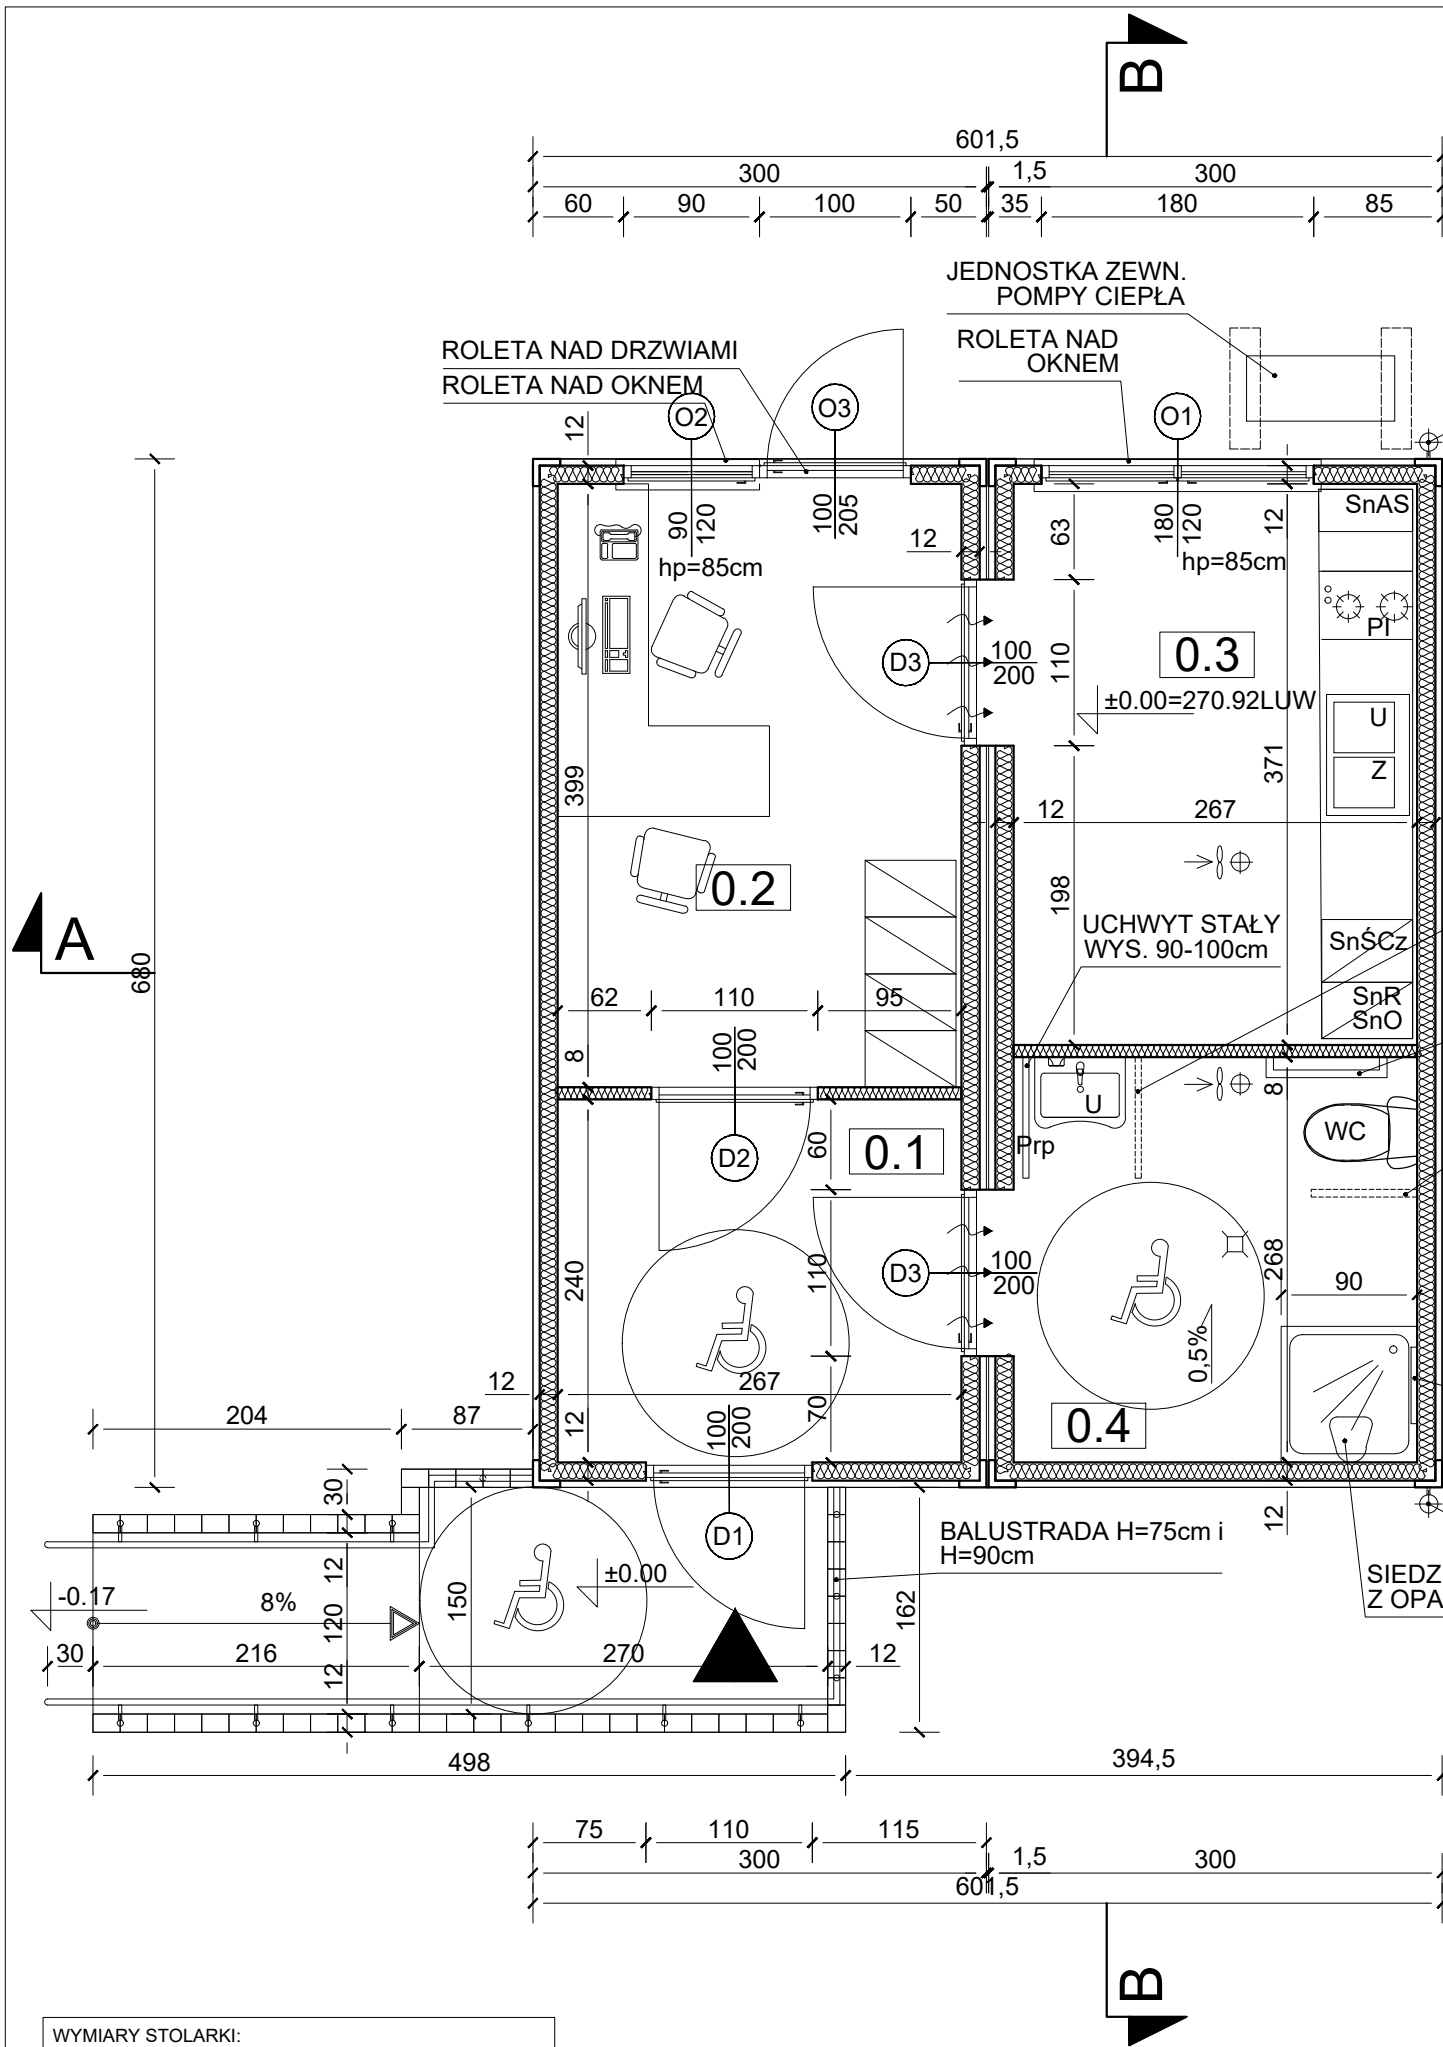 B
601,5
300
1,5
300
60
90
100
50
35
180
85
JEDNOSTKA ZEWN.
POMPY CIEPŁA
ROLETA NAD DRZWIAMI
ROLETA NAD OKNEM
ROLETA NAD
OKNEM
12
O2
O3
O1
90
120
100
205
180
120
hp=85cm
hp=85cm
12
63
12
SnAS
PI
D3
100
200
110
0.3
±0.00=270.92LUW
U
Z
399
371
12
267
0.2
198
A
680
UCHWYT STAŁY
WYS. 90-100cm
SnŚCz
SnR
SnO
62
110
95
8
100
200
8
U
WC
Prp
D2
60
0.1
240
110
D3
100
200
268
90
0,5%
12
267
70
204
87
12
100
200
0.4
30
12
D1
BALUSTRADA H=75cm i
H=90cm
12
±0.00
-0.17
8%
120
150
162
SIEDZ
Z OPA
30
216
12
270
12
498
394,5
75
110
115
300
1,5
300
601,5
B
WYMIARY STOLARKI: